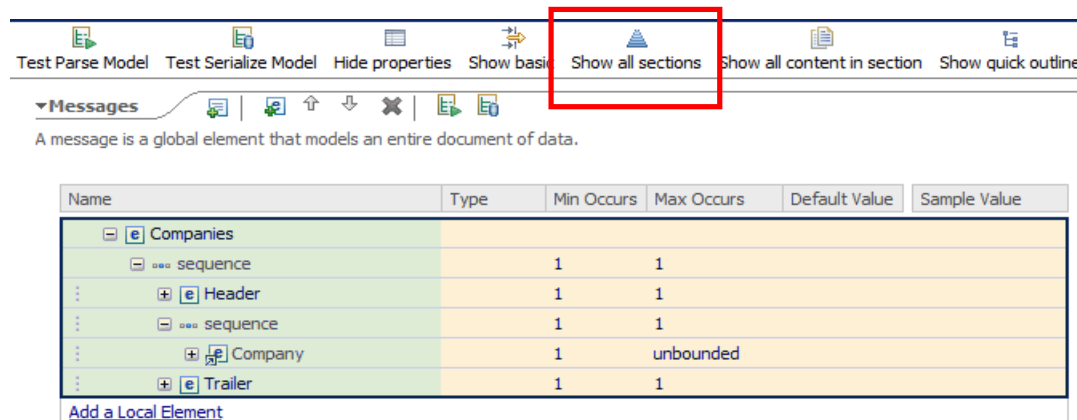 Test Parse Model Test Serialize Model Hide properties Show basic Show all sections Show all content in section Show quick outline
Messages
A message is a global element that models an entire document of data.
Name Type Min Occurs Max Occurs Default Value Sample Value
e Companies
sequence 1 1
e Header 1 1
sequence 1 1
e Company 1 unbounded
e Trailer 1 1
Add a Local Element